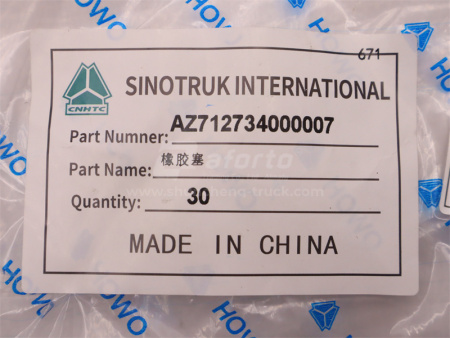 671
SINOTRUK INTERNATIONAL
CNHTC
Part Numner: AZ712734000007
Part Name: 橡胶塞
Quantity: 30
MADE IN CHINA
HOWO
HOWO
HOWO
HOWO